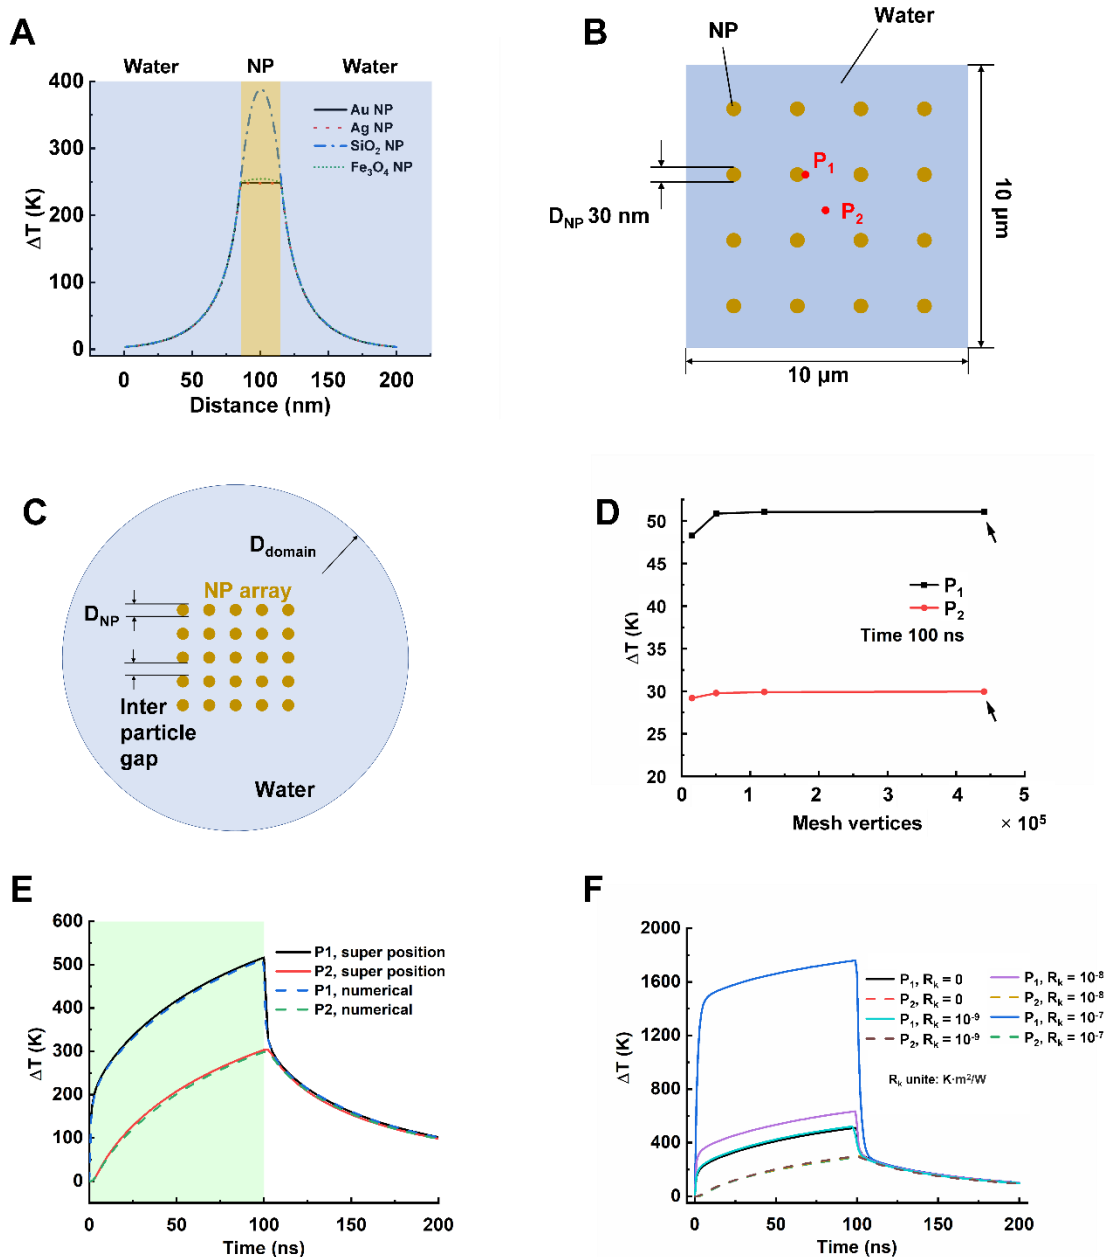 A
Water NP Water
400
300
200
100
0
ΔT (K)
Au NP
Ag NP
SiO2 NP
Fe3O4 NP
0 50 100 150 200
Distance (nm)
B
NP
Water
P1
P2
DNP 30 nm
10 μm
10 μm
C
Ddomain
NP array
DNP
Inter
particle
gap
Water
D
50
40
30
20
ΔT (K)
P1
P2
Time 100 ns
0 1 2 3 4 5
Mesh vertices × 10^5
E
600
500
400
300
200
100
0
ΔT (K)
P1, super position
P2, super position
P1, numerical
P2, numerical
0 50 100 150 200
Time (ns)
F
2000
1600
1200
800
400
0
ΔT (K)
P1, Rk = 0
P2, Rk = 0
P1, Rk = 10^-9
P2, Rk = 10^-9
P1, Rk = 10^-8
P2, Rk = 10^-8
P1, Rk = 10^-7
P2, Rk = 10^-7
Rk unite: K·m²/W
0 50 100 150 200
Time (ns)